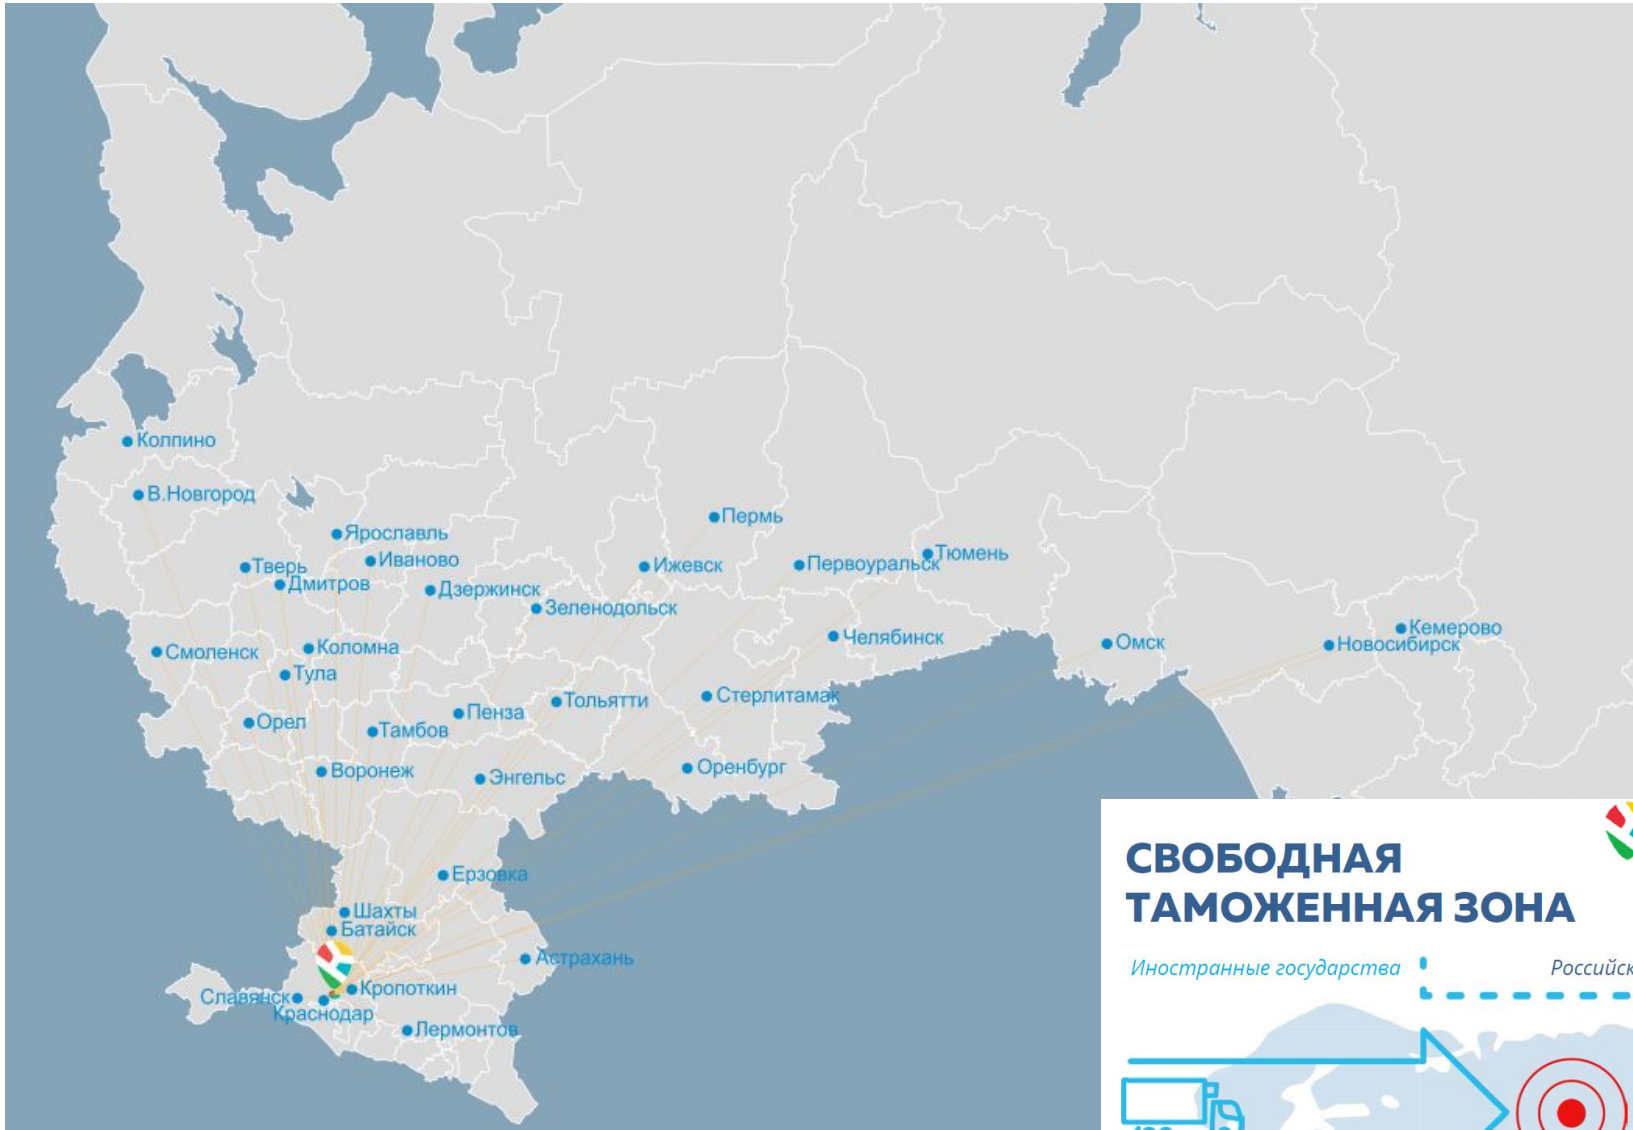 Колпино
В.Новгород
Пермь
Ярославль
Иваново
Тюмень
Тверь
Ижевск
Первоуральск
Дмитров
Дзержинск
Зеленодольск
Кемерово
Челябинск
Омск
Новосибирск
Смоленск
Коломна
Тула
Стерлитамак
Тольятти
Пенза
Орел
Тамбов
Оренбург
Воронеж
Энгельс
СВОБОДНАЯ
ТАМОЖЕННАЯ ЗОНА
Ерзовка
Шахты
Батайск
Астрахань
Иностранные государства
Российск
Кропоткин
Славянск
Краснодар
Лермонтов